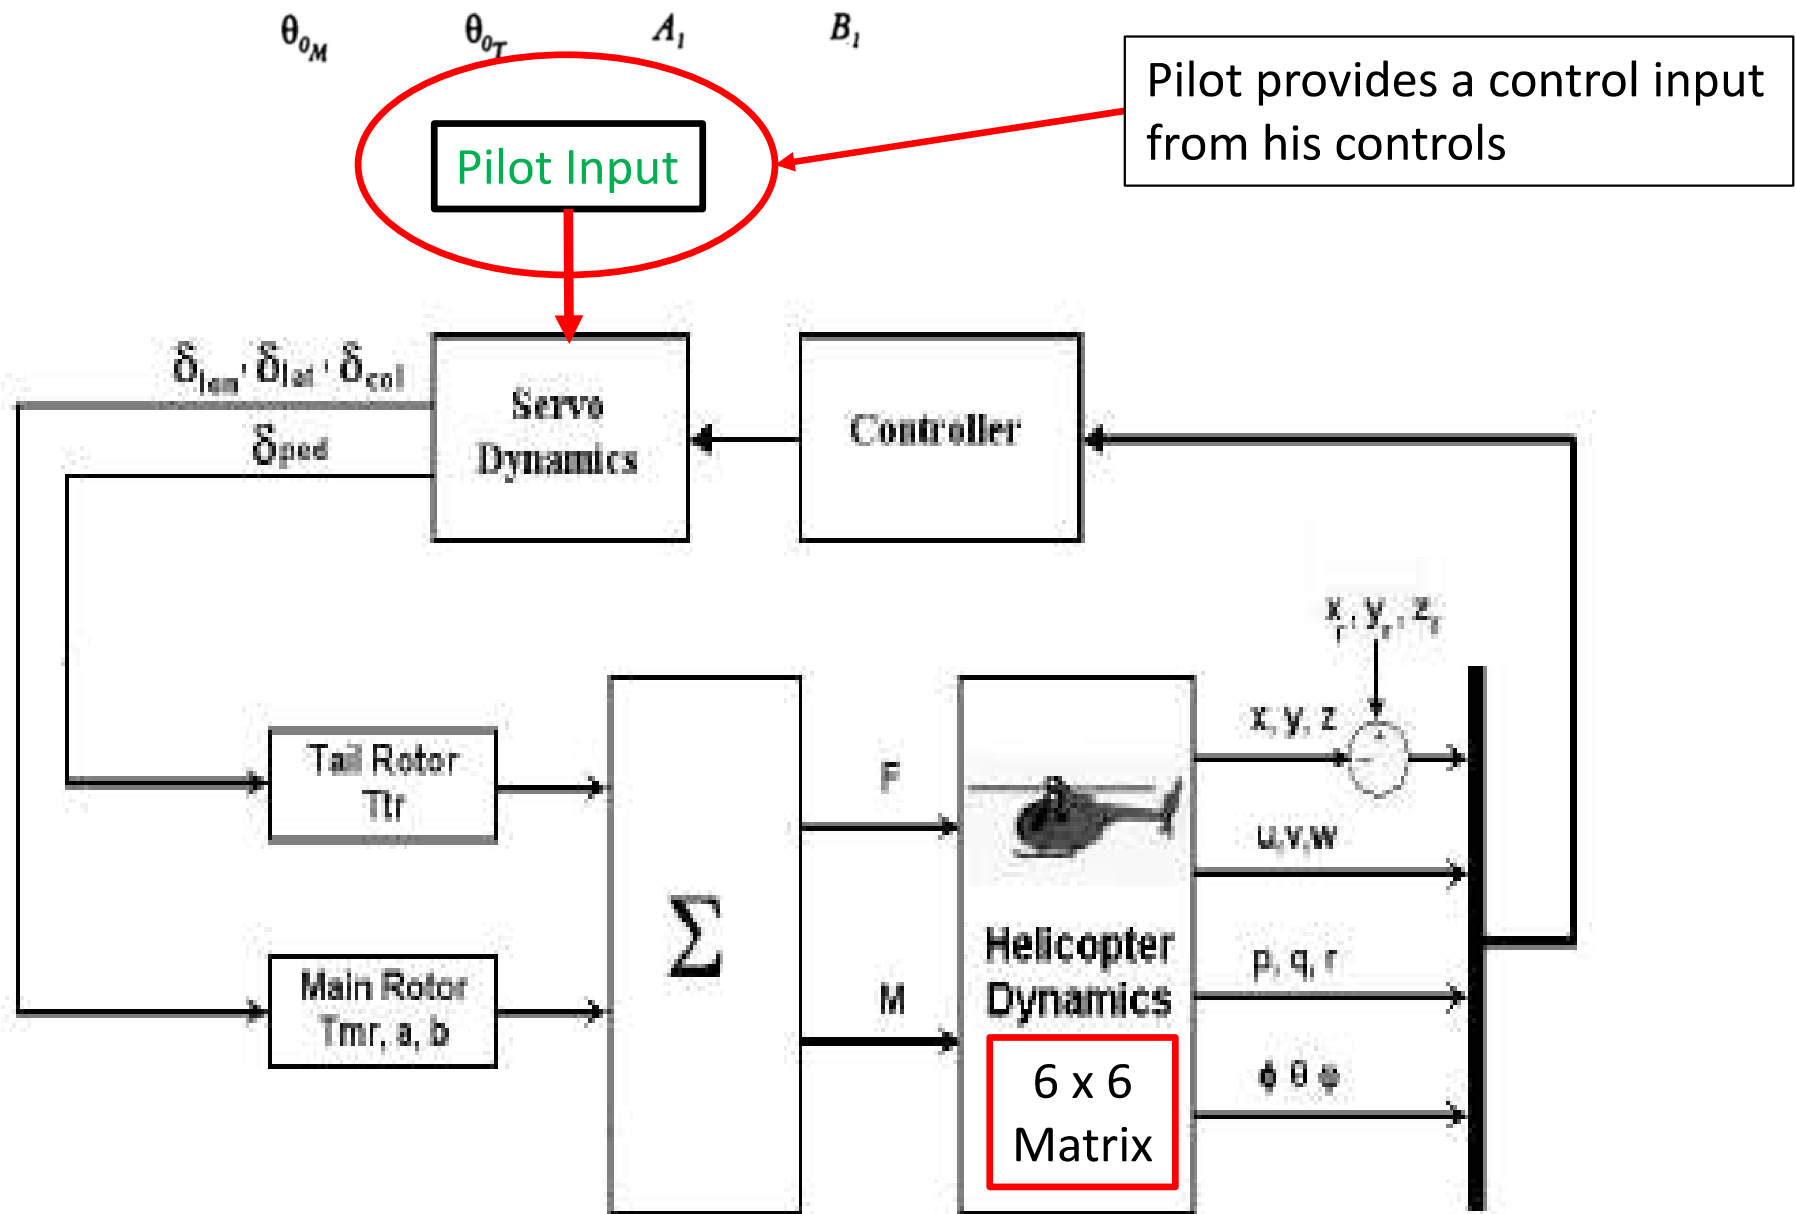 θ₀M θ₀T A₁ B₁
Pilot provides a control input
from his controls
Pilot Input
δlon, δlat, δcol
δped
Servo
Dynamics
Controller
xr, yr, zr
x, y, z
Tail Rotor
Ttr
F
u,v,w
Σ
Helicopter
Dynamics
p, q, r
Main Rotor
Tmr, a, b
M
6 x 6
Matrix
ϕ θ φ